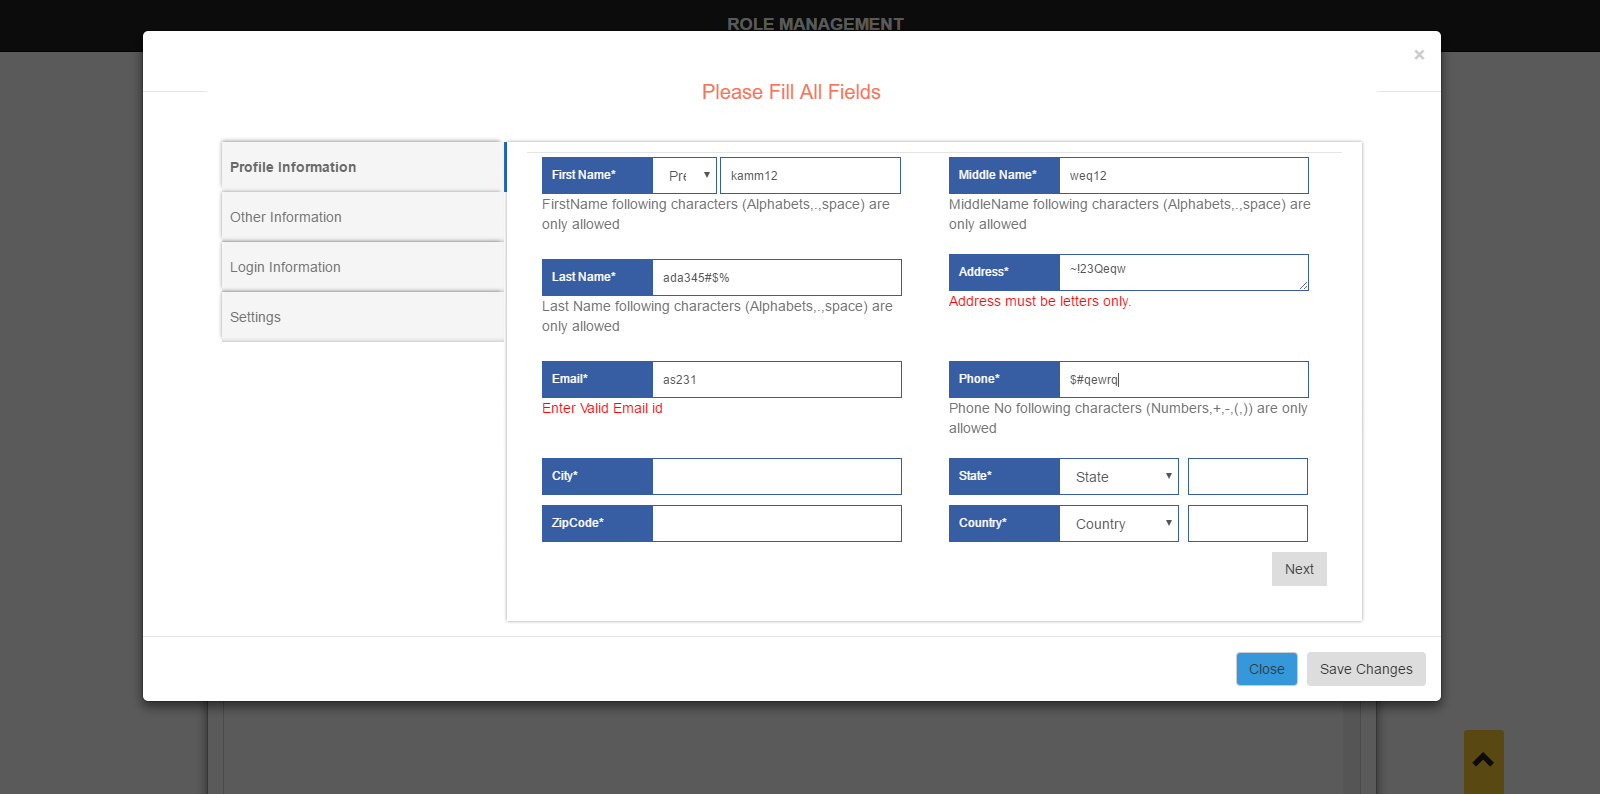 ROLE MANAGEMENT
×
Please Fill All Fields
Profile Information
Other Information
Login Information
Settings
First Name*
Pre
kamm12
Middle Name*
weq12
FirstName following characters (Alphabets,.,space) are
only allowed
MiddleName following characters (Alphabets,.,space) are
only allowed
Last Name*
ada345#$%
Address*
~!23Qeqw
Last Name following characters (Alphabets,.,space) are
only allowed
Address must be letters only.
Email*
as231
Phone*
$#qewrq
Enter Valid Email id
Phone No following characters (Numbers,+,-,(,)) are only
allowed
City*
State*
State
ZipCode*
Country*
Country
Next
Close
Save Changes